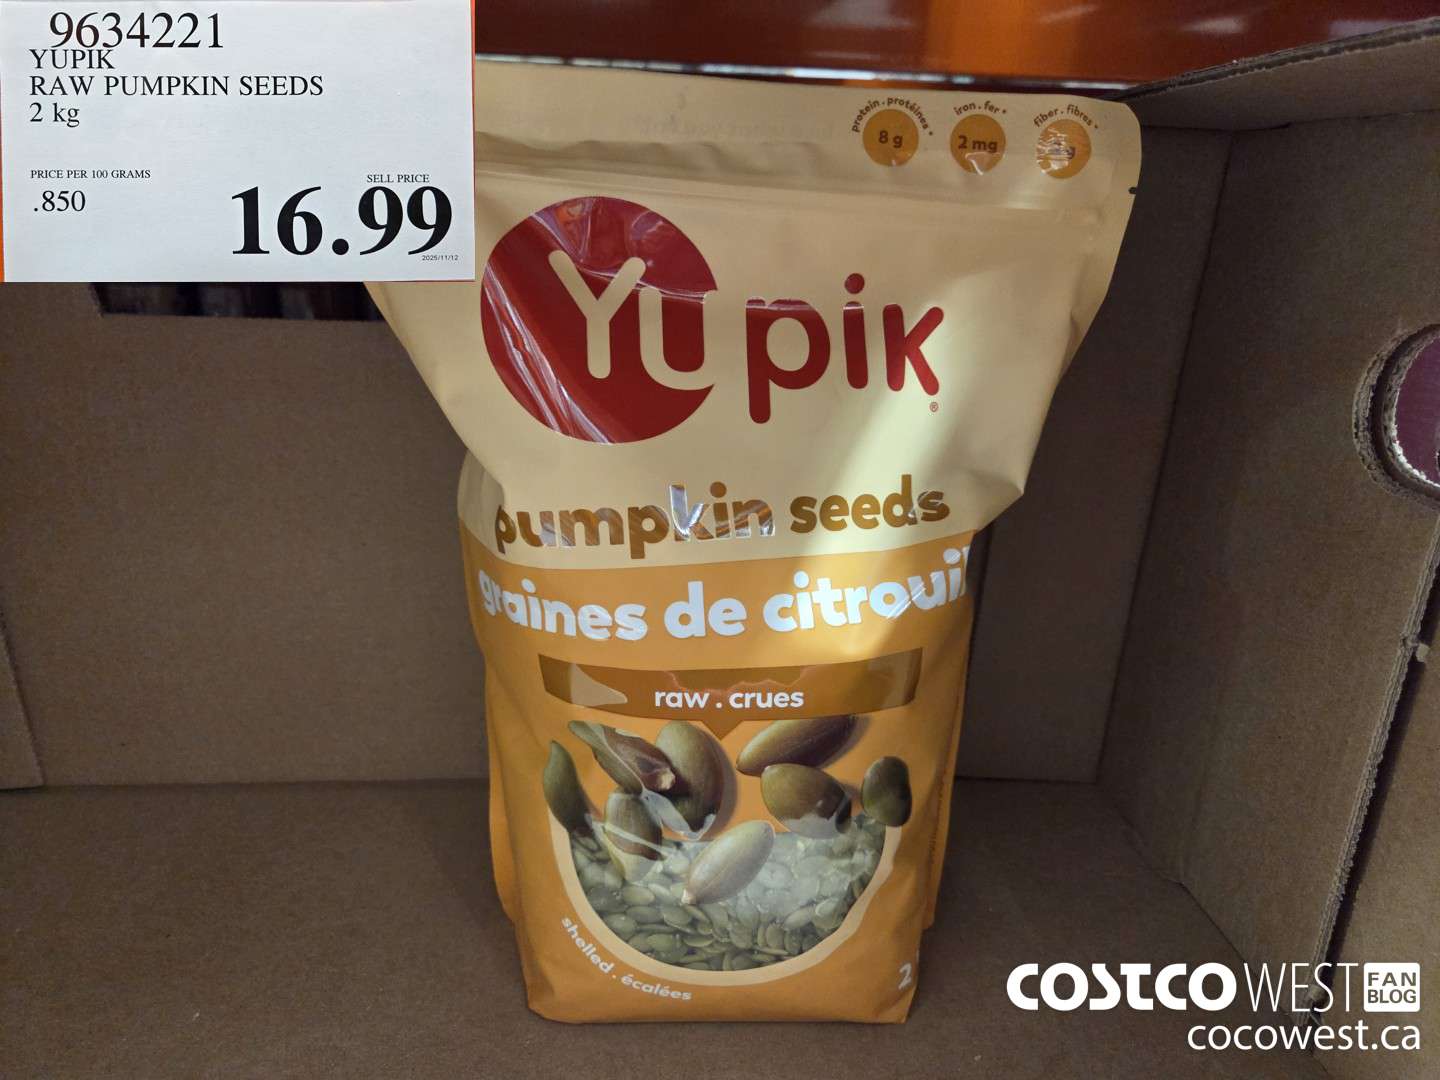 9634221
YUPIK
RAW PUMPKIN SEEDS
2 kg
PRICE PER 100 GRAMS
.850
SELL PRICE
16.99
2025/11/12
protein . protéines *
8 g
iron . fer *
2 mg
fiber . fibres *
Yupik®
pumpkin seeds
graines de citrouil
raw . crues
shelled . écalées
2
COSTCO WEST FAN BLOG
cocowest.ca